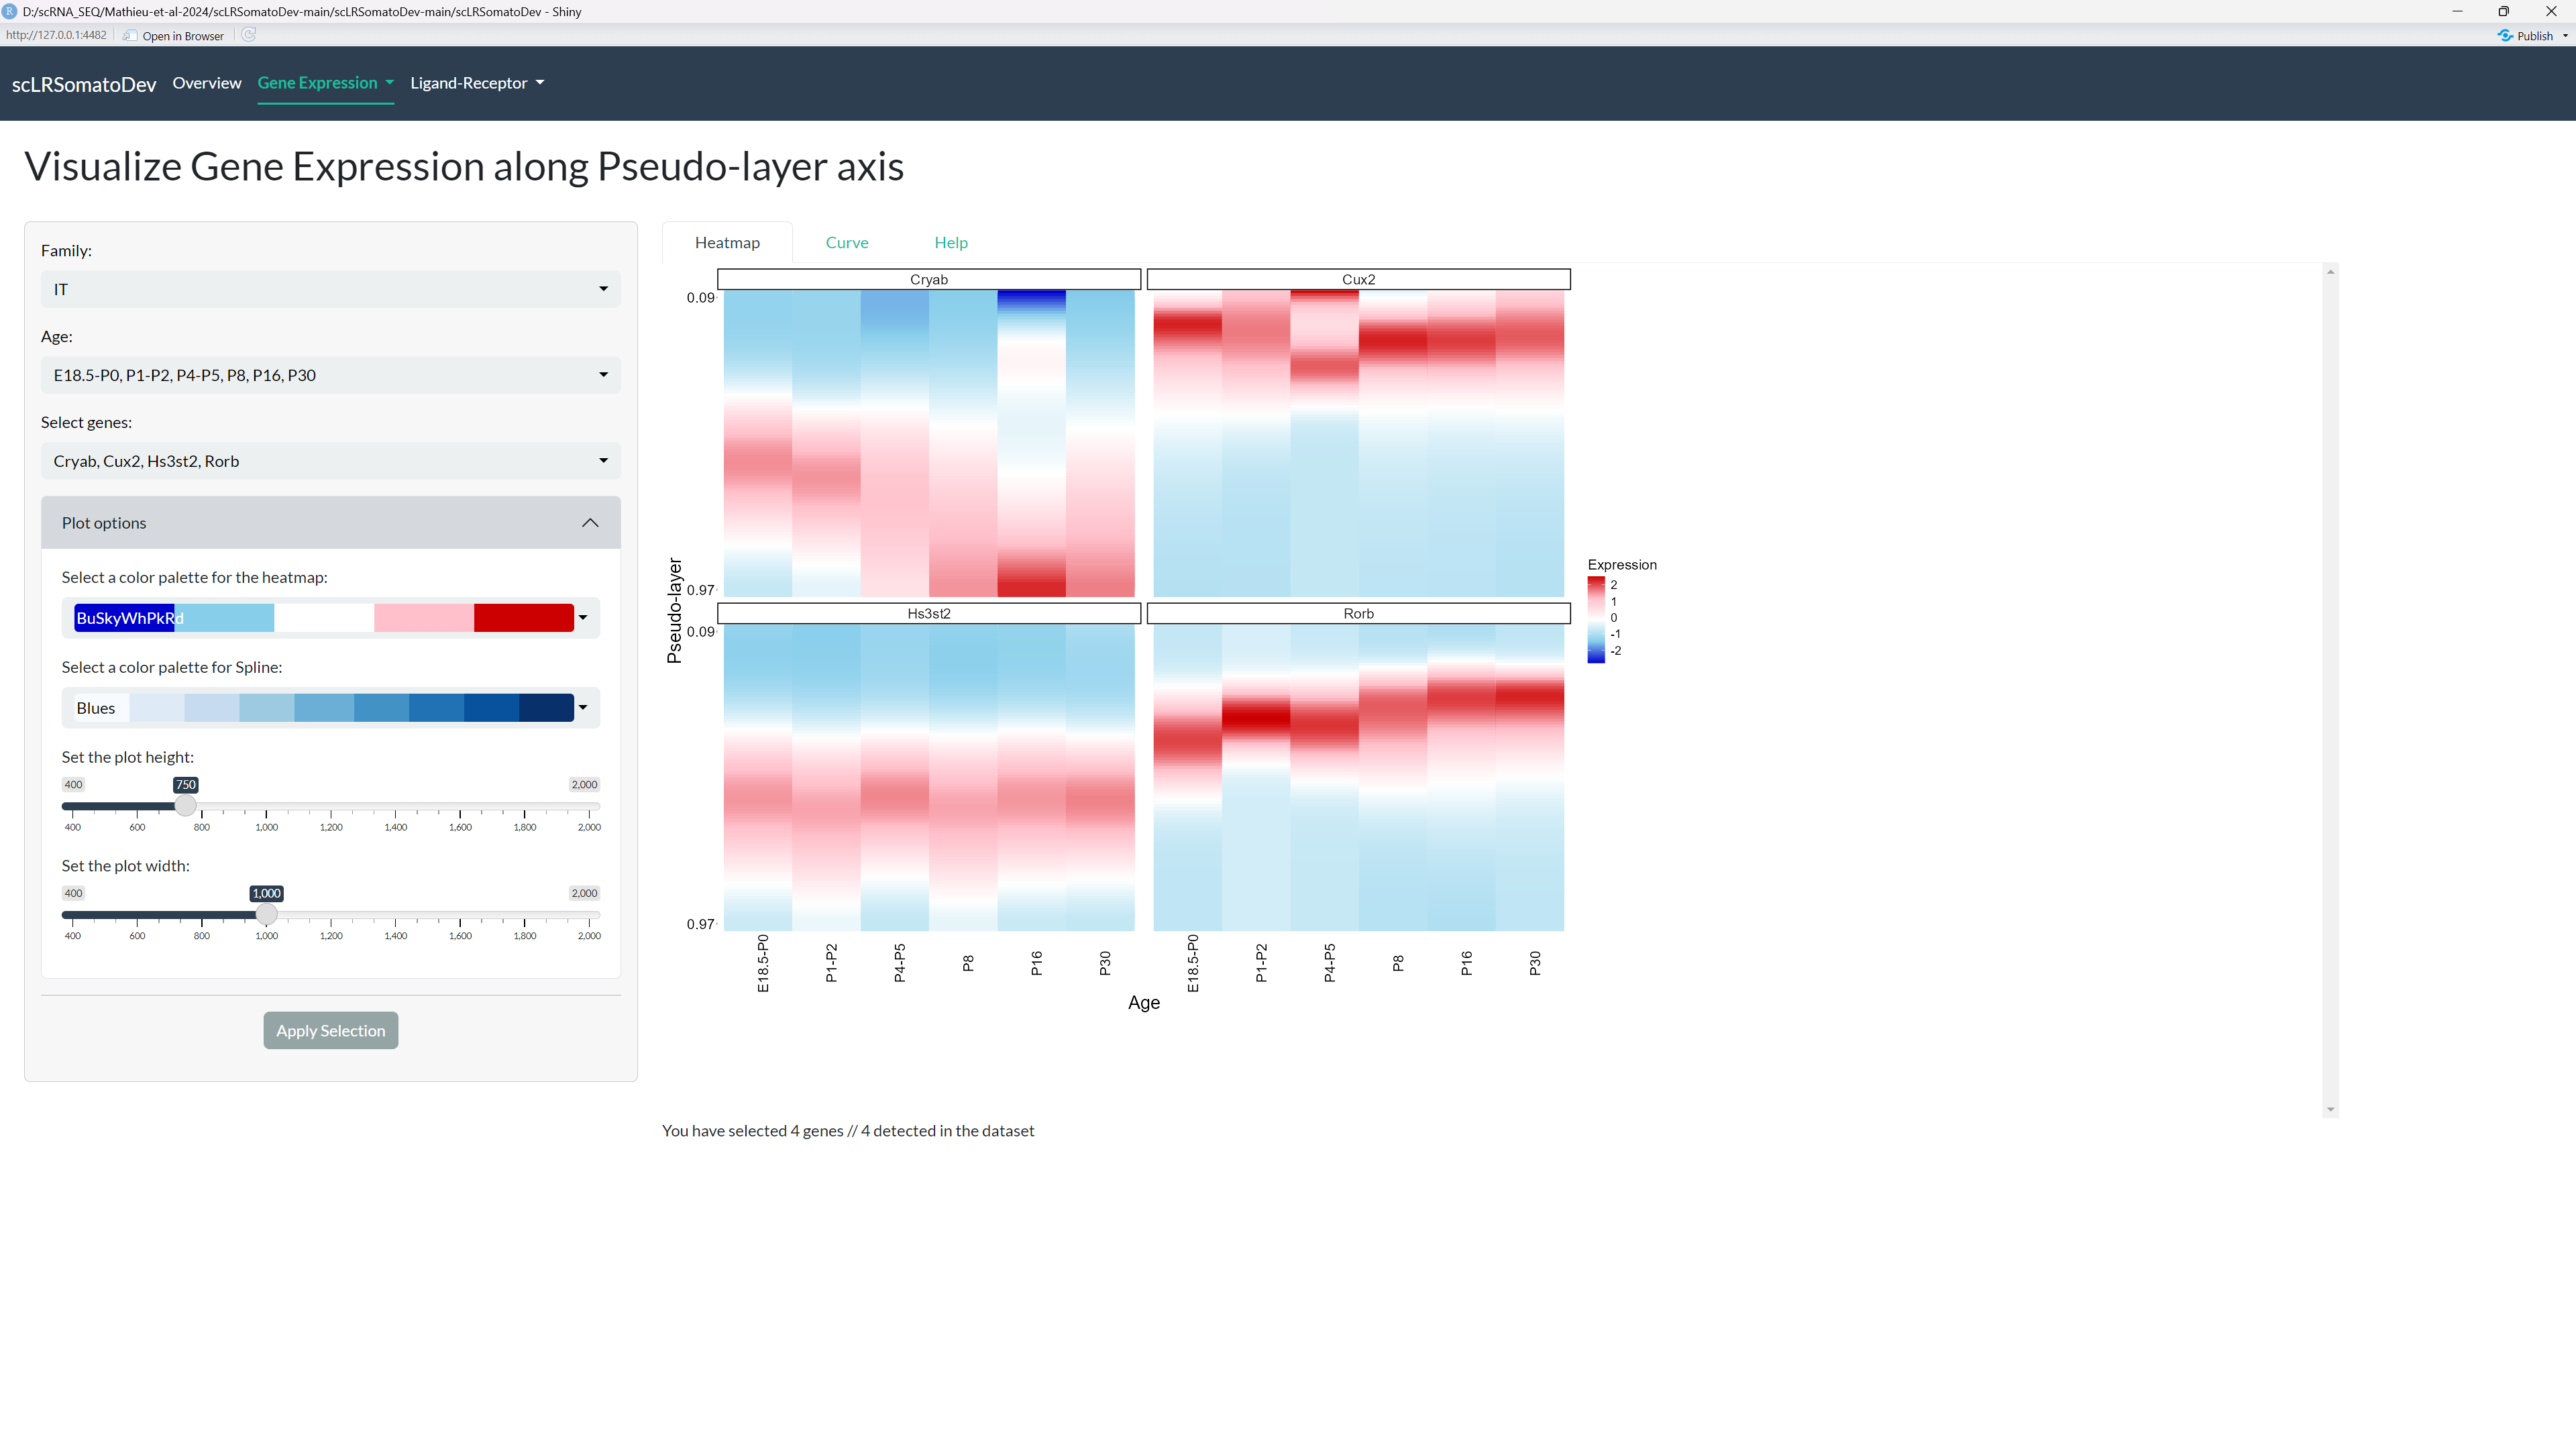 D:/scRNA_SEQ/Mathieu-et-al-2024/scLRSomatoDev-main/scLRSomatoDev-main/scLRSomatoDev - Shiny
http://127.0.0.1:4482 Open in Browser Publish
scLRSomatoDev Overview Gene Expression Ligand-Receptor
Visualize Gene Expression along Pseudo-layer axis
Family:
IT
Age:
E18.5-P0, P1-P2, P4-P5, P8, P16, P30
Select genes:
Cryab, Cux2, Hs3st2, Rorb
Plot options
Select a color palette for the heatmap:
BuSkyWhPkRd
Select a color palette for Spline:
Blues
Set the plot height:
400 750 2,000
400 600 800 1,000 1,200 1,400 1,600 1,800 2,000
Set the plot width:
400 1,000 2,000
400 600 800 1,000 1,200 1,400 1,600 1,800 2,000
Apply Selection
Heatmap Curve Help
Cryab Cux2
0.09
0.97
Hs3st2 Rorb
0.09
0.97
Pseudo-layer
E18.5-P0 P1-P2 P4-P5 P8 P16 P30 E18.5-P0 P1-P2 P4-P5 P8 P16 P30
Age
Expression
2
1
0
-1
-2
You have selected 4 genes // 4 detected in the dataset